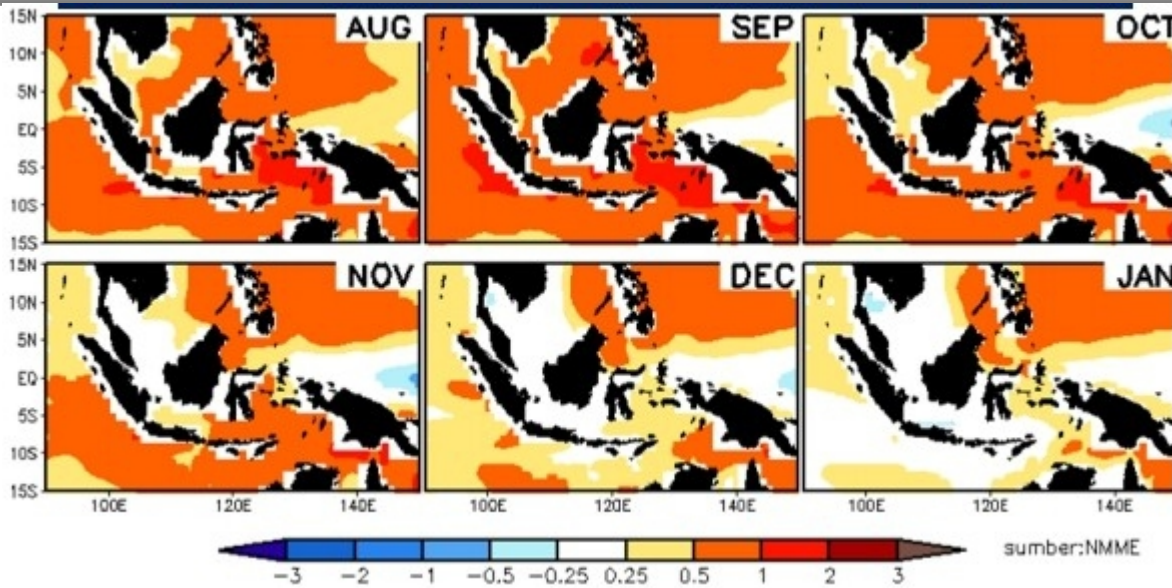 AUG SEP OCT
15N
10N
5N
EQ
5S
10S
15S
NOV DEC JAN
15N
10N
5N
EQ
5S
10S
15S
100E 120E 140E 100E 120E 140E 100E 120E 140E
-3 -2 -1 -0.5 -0.25 0.25 0.5 1 2 3
sumber:NMME